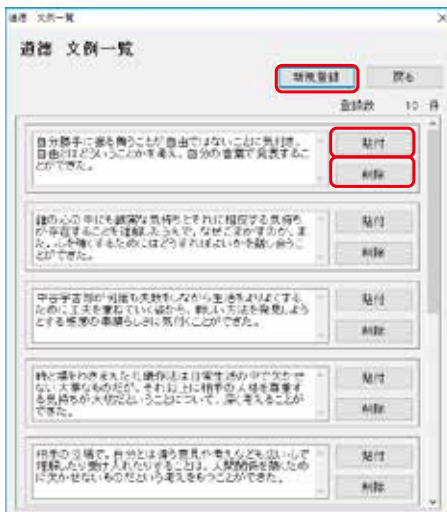 道徳 文例一覧
道徳 文例一覧
新規登録 戻る
登録数 10 件
自分勝手に振る舞うことが自由ではないことに気付き、
自由とはどういうことかを考え、自分の言葉で発表するこ
とができた。
貼付
削除
誰の心の中にも誠実な気持ちとそれに相反する気持ち
が存在することを理解したうえで、なぜごまかすのか、ま
た、心を強くするためにはどうすればよいかを話し合うこ
とができた。
貼付
削除
中谷宇吉郎が何度も失敗をしながら生活をよりよくする
ために工夫を重ねていく姿から、新しい方法を発見しよう
とする態度の素晴らしさに気付くことができた。
貼付
削除
時と場をわきまえた礼儀作法は日常生活の中で欠かせ
ない大事なものだが、それ以上に相手の人格を尊重す
る気持ちが大切だということについて、深く考えることが
できた。
貼付
削除
相手の立場で、自分とは違う意見や考えなども広い心で
理解したり受け入れたりすることは、人間関係を築くため
に欠かせないものだという考えをもつことができた。
貼付
削除